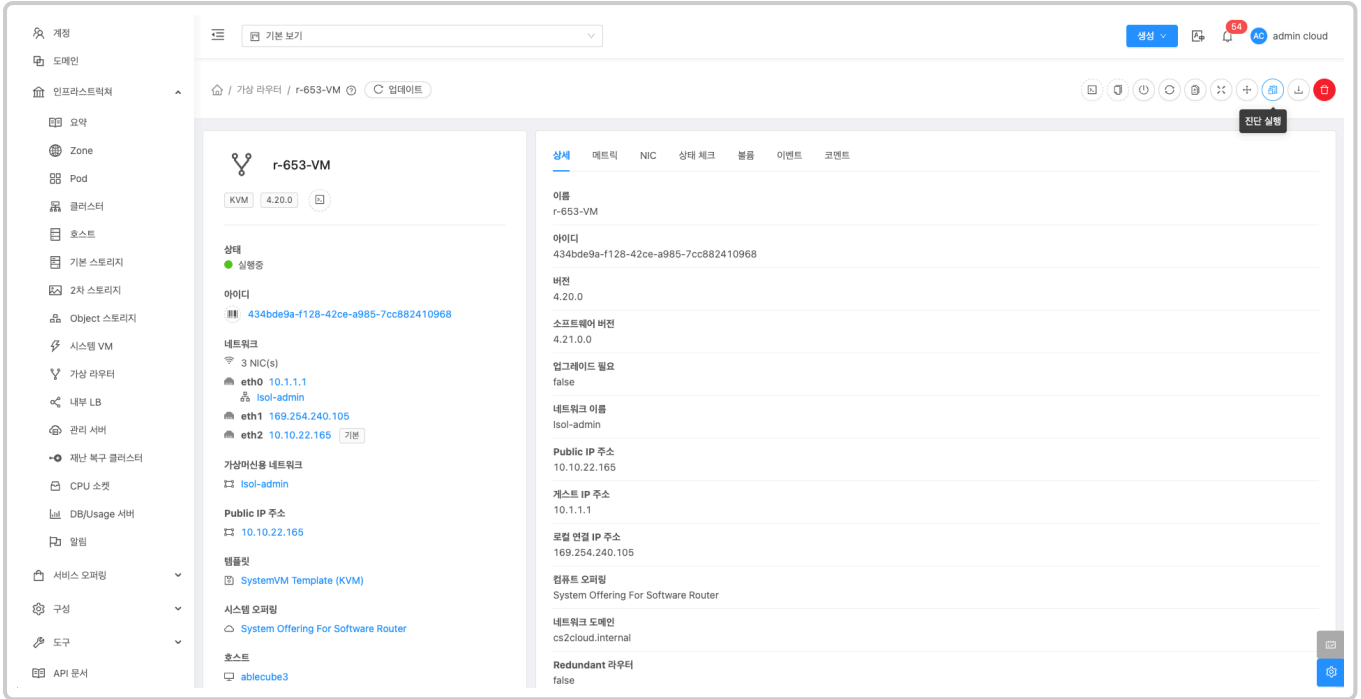 계정
도메인
인프라스트럭쳐
요약
Zone
Pod
클러스터
호스트
기본 스토리지
2차 스토리지
Object 스토리지
시스템 VM
가상 라우터
내부 LB
관리 서버
재난 복구 클러스터
CPU 소켓
DB/Usage 서버
알림
서비스 오퍼링
구성
도구
API 문서
기본 보기
생성
54
AC
admin cloud
/ 가상 라우터 / r-653-VM
업데이트
진단 실행
r-653-VM
KVM
4.20.0
상태
실행중
아이디
434bde9a-f128-42ce-a985-7cc882410968
네트워크
3 NIC(s)
eth0 10.1.1.1
Isol-admin
eth1 169.254.240.105
eth2 10.10.22.165 기본
가상머신용 네트워크
Isol-admin
Public IP 주소
10.10.22.165
템플릿
SystemVM Template (KVM)
시스템 오퍼링
System Offering For Software Router
호스트
ablecube3
상세
메트릭
NIC
상태 체크
볼륨
이벤트
코멘트
이름
r-653-VM
아이디
434bde9a-f128-42ce-a985-7cc882410968
버전
4.20.0
소프트웨어 버전
4.21.0.0
업그레이드 필요
false
네트워크 이름
Isol-admin
Public IP 주소
10.10.22.165
게스트 IP 주소
10.1.1.1
로컬 연결 IP 주소
169.254.240.105
컴퓨트 오퍼링
System Offering For Software Router
네트워크 도메인
cs2cloud.internal
Redundant 라우터
false